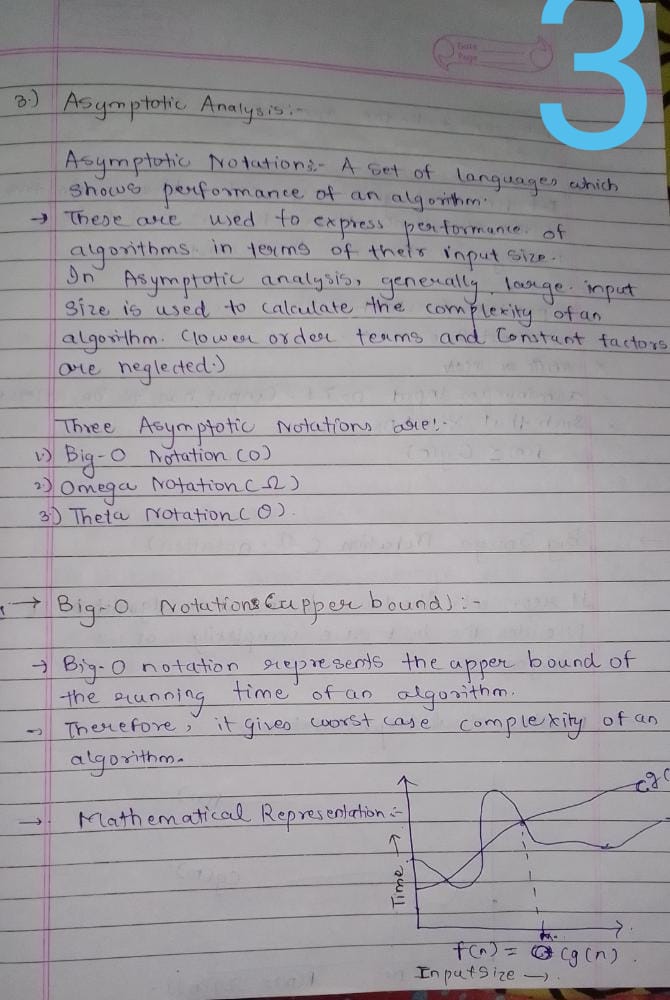 3
Date
Page
3.) Asymptotic Analysis:-
Asymptotic Notations:- A set of languages which
shows performance of an algorithm.
→ These are used to express performance of
algorithms in terms of their input size.
In Asymptotic analysis, generally, large input
size is used to calculate the complexity of an
algorithm. (lower order terms and Constant factors
are neglected.)
Three Asymptotic Notations are:-
1.) Big-O Notation (O)
2.) Omega Notation (Ω)
3.) Theta Notation (θ).
→ Big-O Notations (upper bound) :-
→ Big-O notation represents the upper bound of
the running time of an algorithm.
→ Therefore, it gives worst case complexity of an
algorithm.
→ Mathematical Representation:-
cg(
Time →
f(n) = cg(n)
Input size →